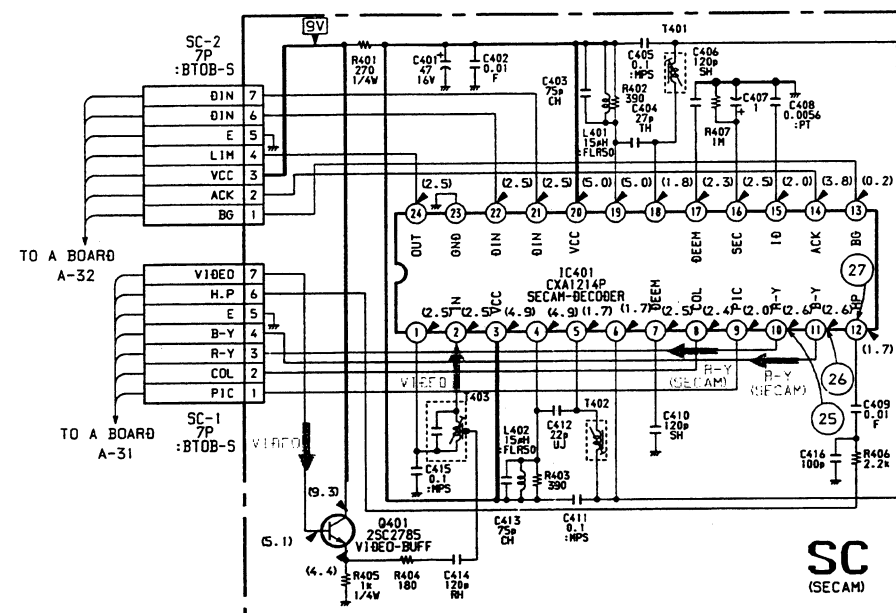 9V
T401
SC-2
7P
:BTOB-S
R401
270
1/4W
C401
47
16V
C402
0.01
F
C403
75p
CH
C405
0.1
:MPS
C406
120p
SH
R402
390
C404
27p
TH
L401
15μH
:FLR50
R407
1M
C407
1
C408
0.0056
:PT
DIN 7
DIN 6
E 5
LIM 4
VCC 3
ACK 2
BG 1
TO A BOARD
A-32
(2.5) (2.5) (2.5) (5.0) (5.0) (1.8) (2.3) (2.5) (2.0) (3.8) (0.2)
24 23 22 21 20 19 18 17 16 15 14 13
OUT GND DIN DIN VCC DEEM SEC ID ACK BG
IC401
CXA1214P
SECAM-DECODER
27
IN VCC DEEM COL PIC R-Y B-Y HP
(2.5) (2.5) (4.9) (4.9) (1.7) (1.7) (2.5) (2.4) (2.0) (2.6) (2.6) (1.7)
1 2 3 4 5 6 7 8 9 10 11 12
VIDEO 7
H.P 6
E 5
B-Y 4
R-Y 3
COL 2
PIC 1
SC-1
7P
:BTOB-S
TO A BOARD
A-31
VIDEO
VIDEO
R-Y
(SECAM)
R-Y
(SECAM)
25
26
T403
C415
0.1
:MPS
L402
15μH
:FLR50
C412
22p
UJ
T402
R403
390
C413
75p
CH
C411
0.1
:MPS
C410
120p
SH
C409
0.01
F
C416
100p
R406
2.2k
(9.3)
(5.1)
(4.4)
Q401
2SC2785
VIDEO-BUFF
R405
1k
1/4W
R404
180
C414
120p
RH
SC
(SECAM)